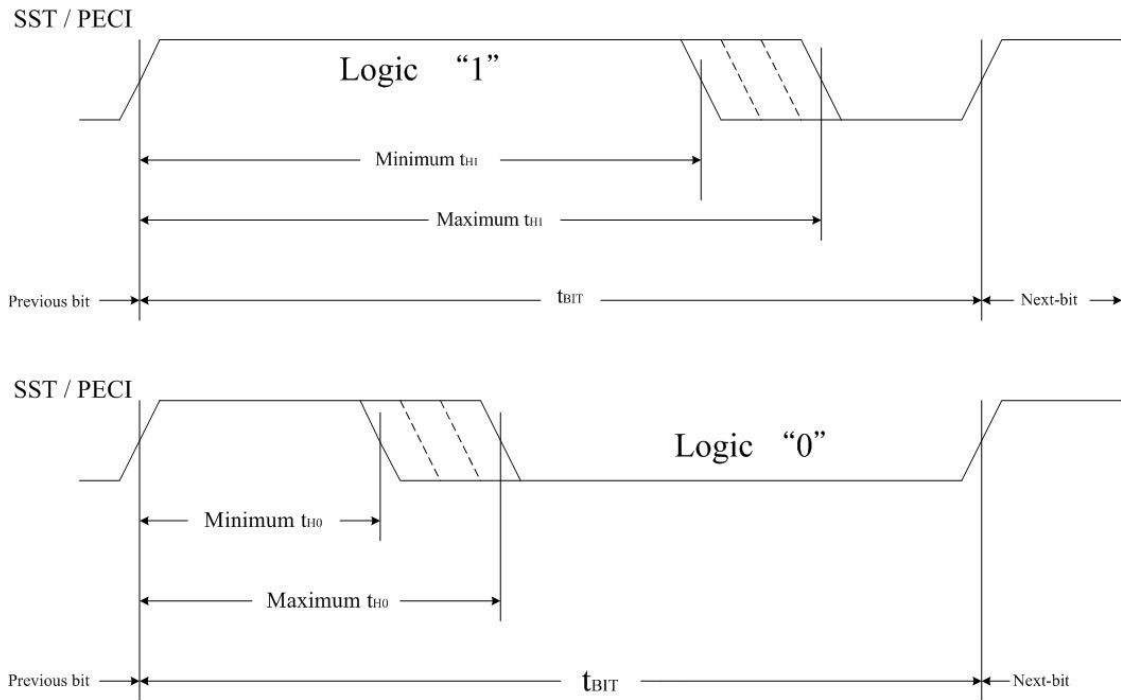 SST / PECI
Logic “1”
Minimum tH1
Maximum tH1
Previous bit
tBIT
Next-bit
SST / PECI
Logic “0”
Minimum tH0
Maximum tH0
Previous bit
tBIT
Next-bit